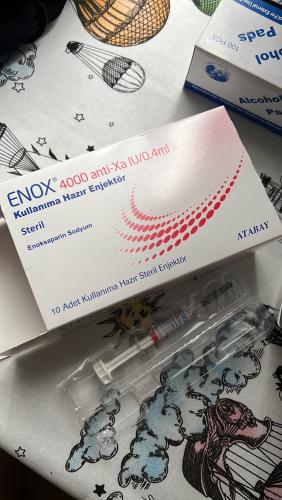 100 PCS
Alcohol
Pads
ENOX® 4000 anti-Xa IU/0.4ml
Kullanıma Hazır Enjektör
Steril
Enoksaparin Sodyum
ATABAY
10 Adet Kullanıma Hazır Steril Enjektör